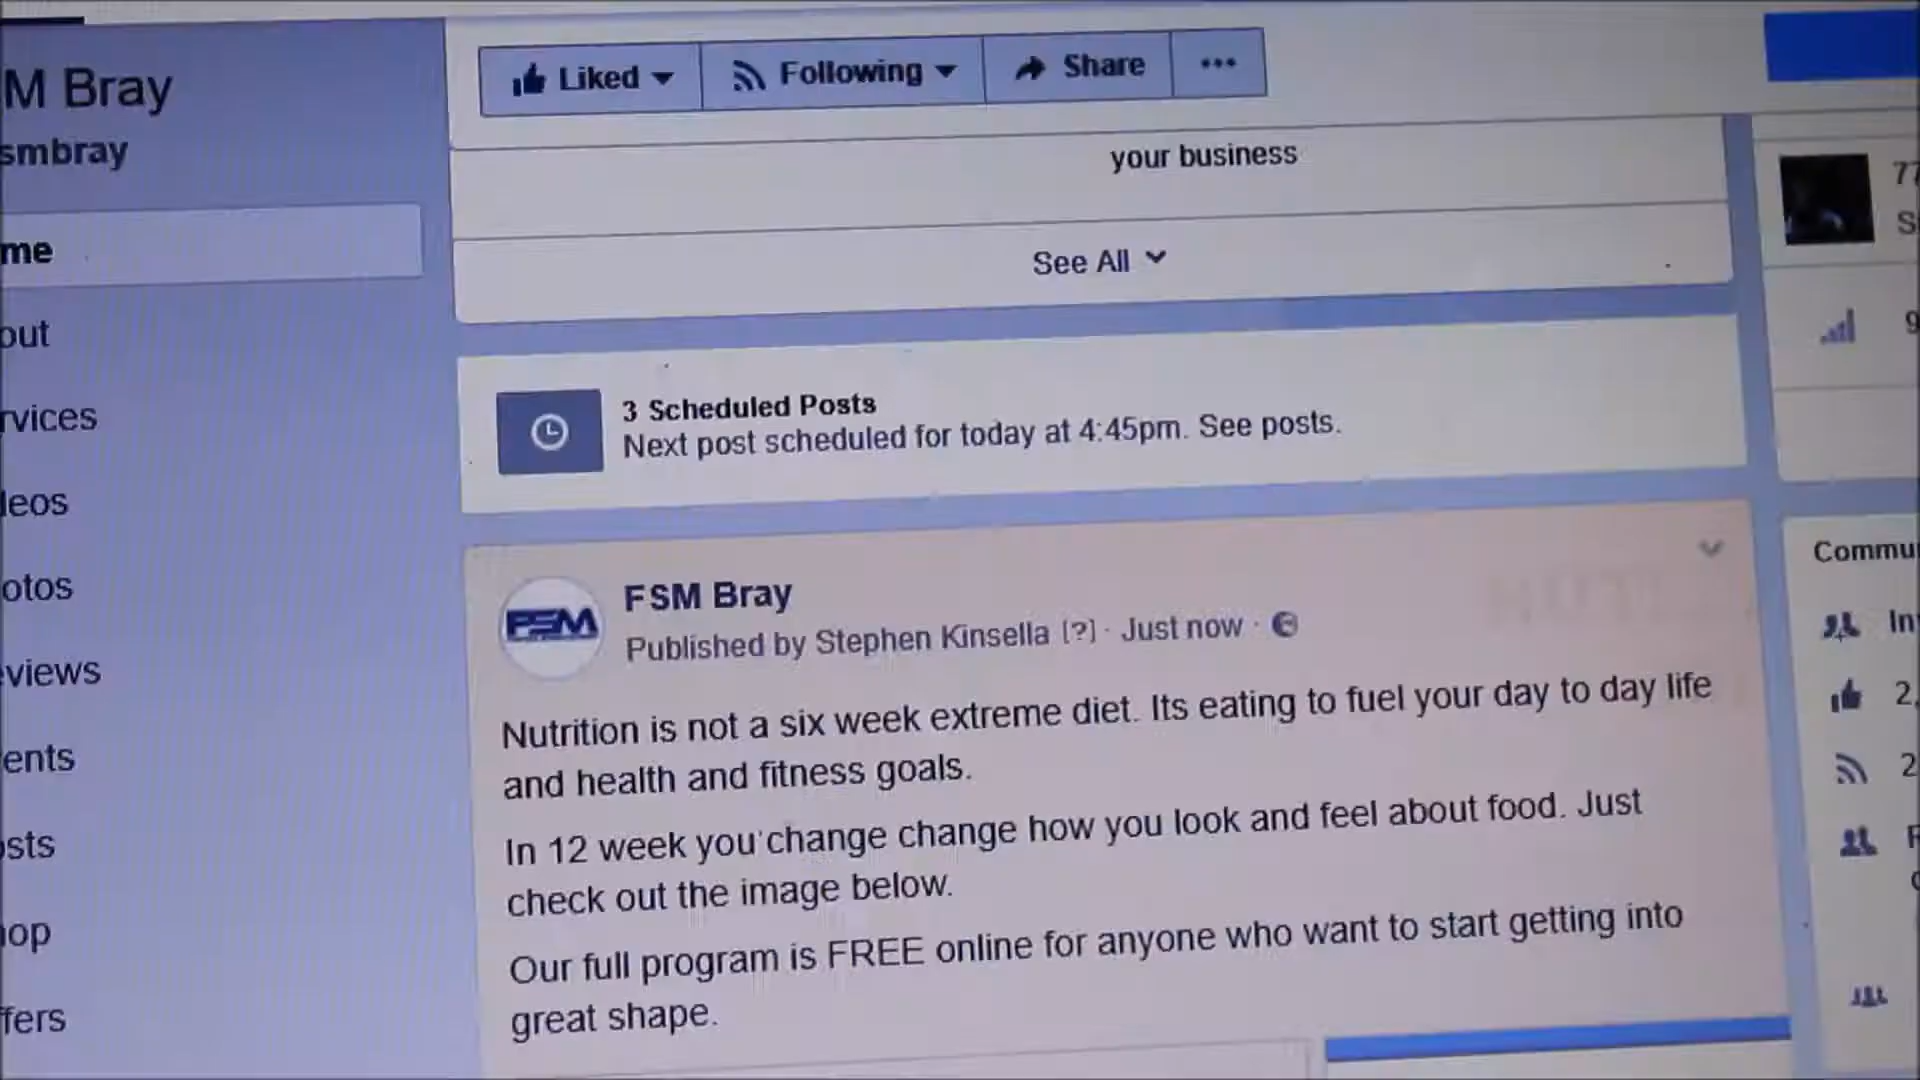 M Bray
smbray
me
out
rvices
leos
otos
views
ents
sts
op
fers
Liked
Following
Share
your business
See All
3 Scheduled Posts
Next post scheduled for today at 4:45pm. See posts.
FSM
FSM Bray
Published by Stephen Kinsella [?] · Just now ·
Nutrition is not a six week extreme diet. Its eating to fuel your day to day life
and health and fitness goals.
In 12 week you change change how you look and feel about food. Just
check out the image below.
Our full program is FREE online for anyone who want to start getting into
great shape.
77
S
9
Commu
2,
2